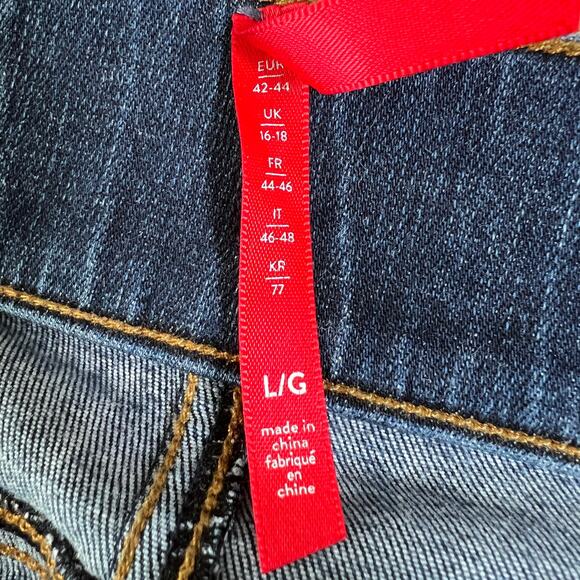 EUR
42-44
UK
16-18
FR
44-46
IT
46-48
KR
77
L/G
made in
china
fabriqué
en
chine